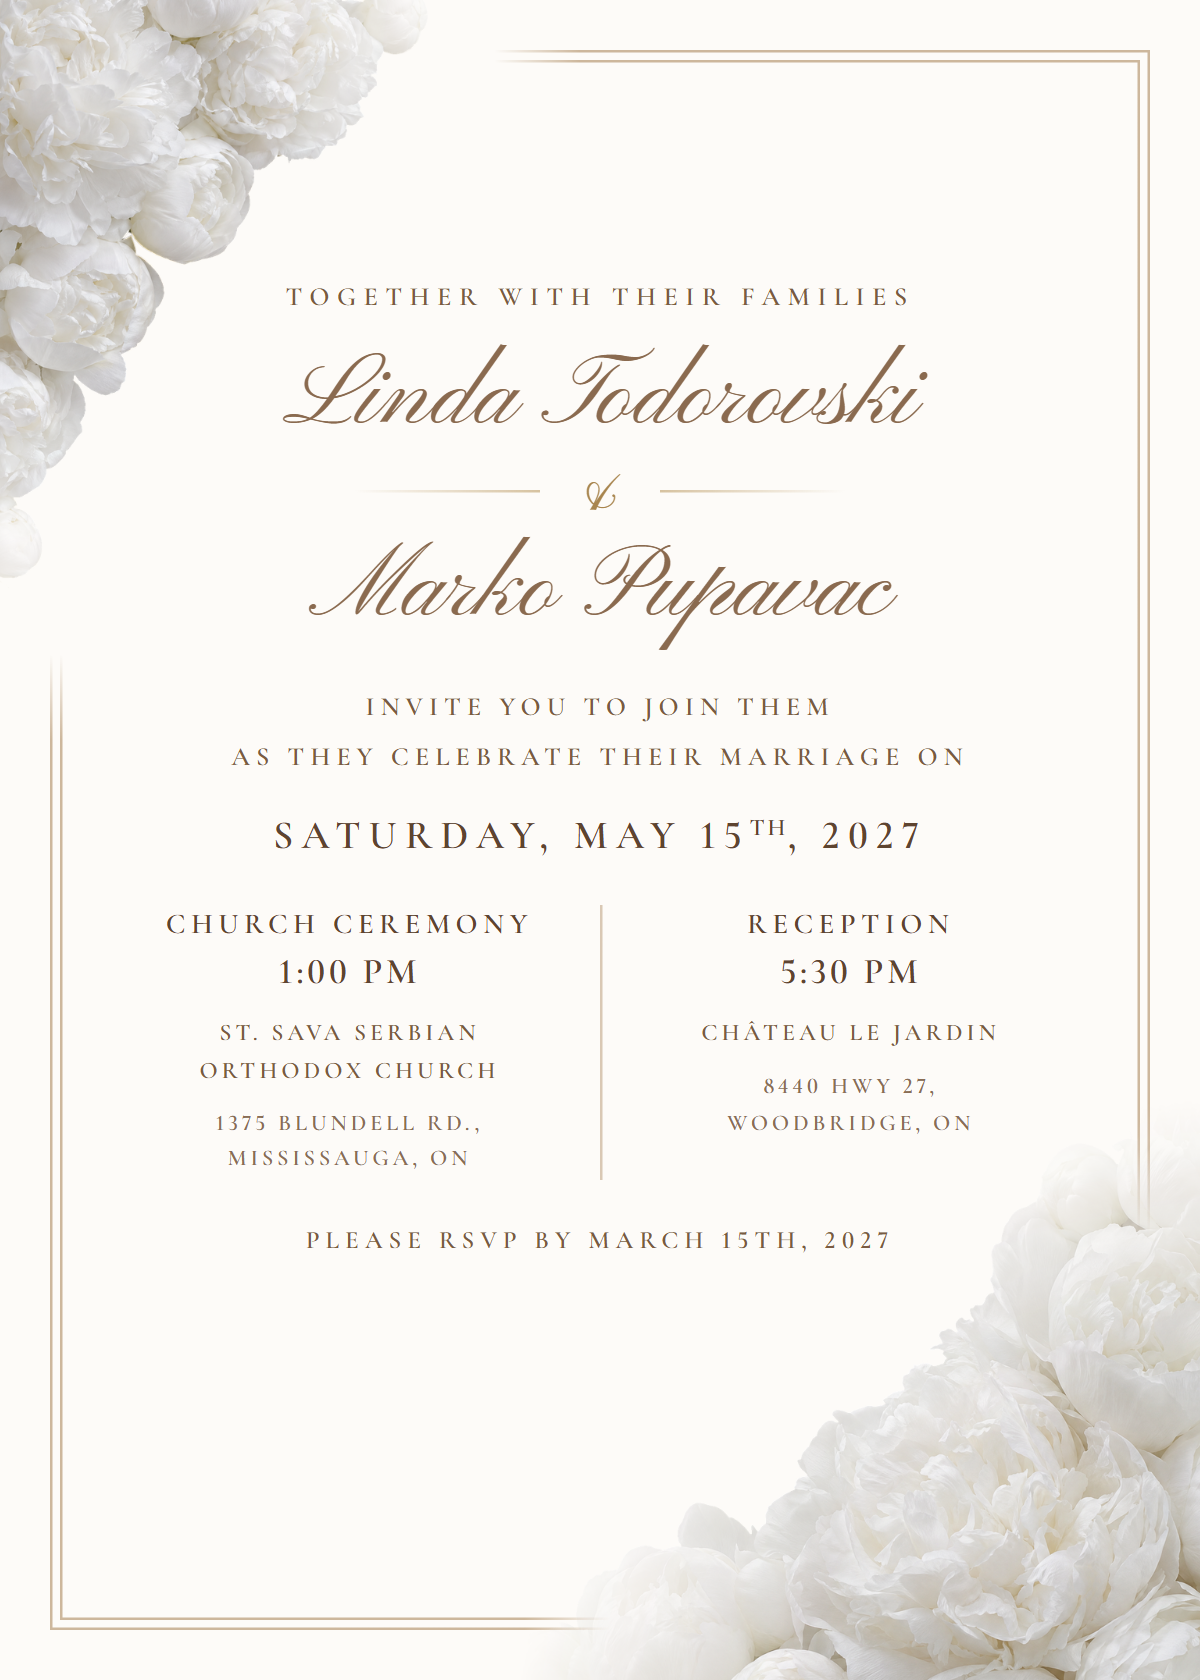 TOGETHER WITH THEIR FAMILIES
Linda Todorovski
&
Marko Pupavac
INVITE YOU TO JOIN THEM
AS THEY CELEBRATE THEIR MARRIAGE ON
SATURDAY, MAY 15TH, 2027
CHURCH CEREMONY
1:00 PM
ST. SAVA SERBIAN
ORTHODOX CHURCH
1375 BLUNDELL RD.,
MISSISSAUGA, ON
RECEPTION
5:30 PM
CHÂTEAU LE JARDIN
8440 HWY 27,
WOODBRIDGE, ON
PLEASE RSVP BY MARCH 15TH, 2027